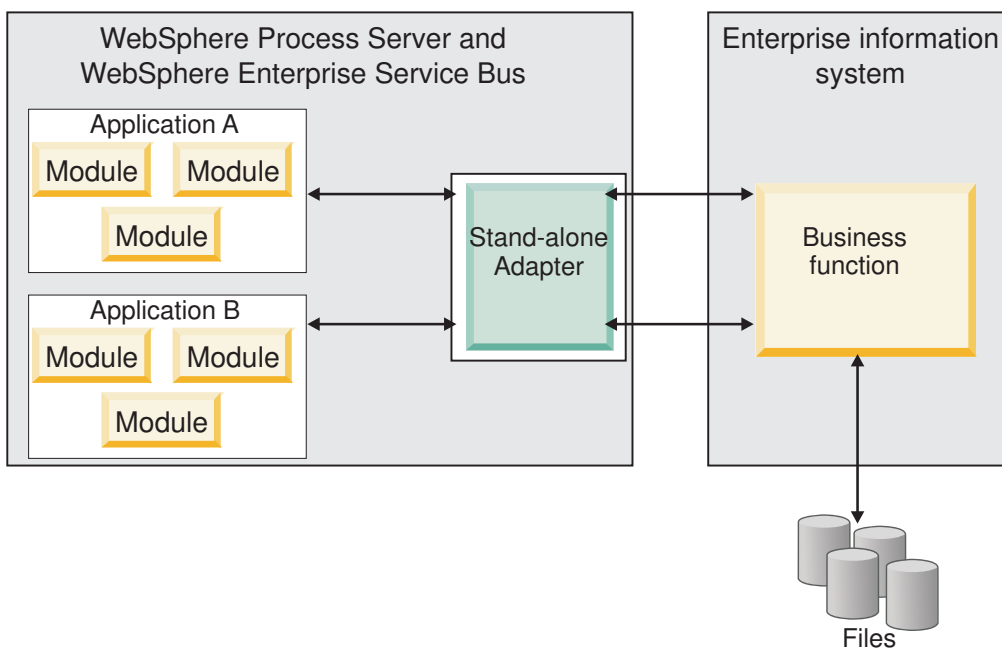 WebSphere Process Server and
WebSphere Enterprise Service Bus
Application A
Module
Module
Module
Application B
Module
Module
Module
Stand-alone
Adapter
Enterprise information
system
Business
function
Files